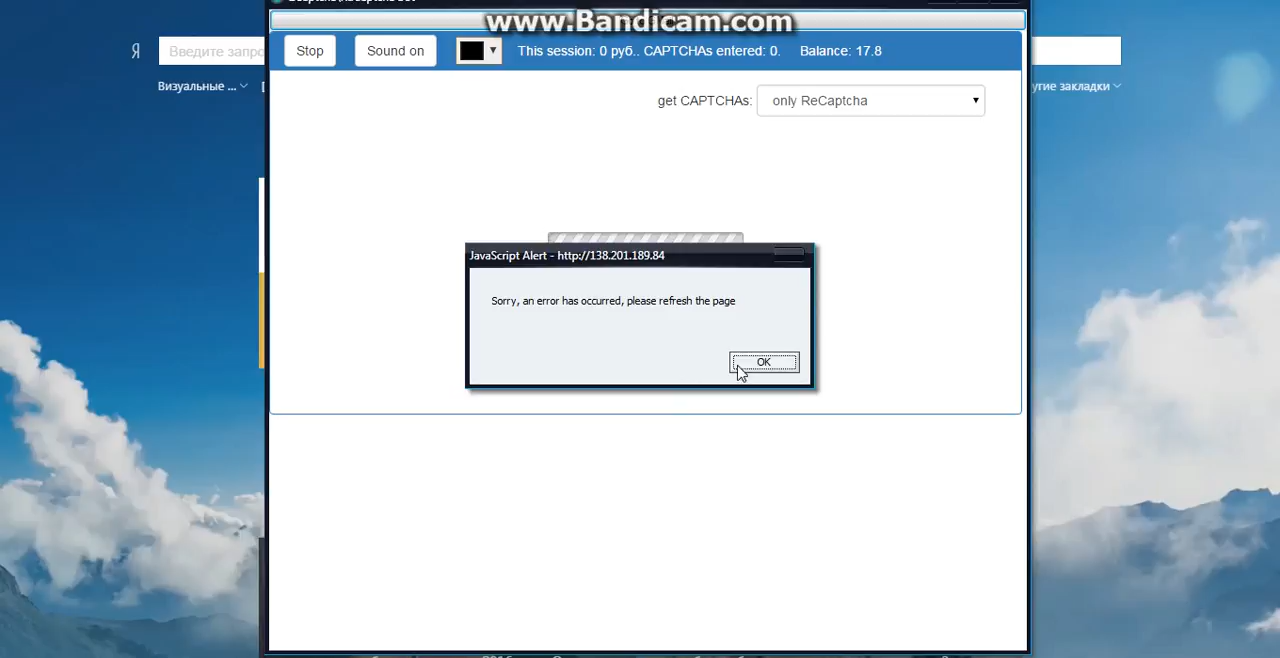 www.Bandicam.com
Я
Введите запро
Stop
Sound on
This session: 0 руб.. CAPTCHAs entered: 0.
Balance: 17.8
Визуальные ...
угие закладки
get CAPTCHAs:
only ReCaptcha
JavaScript Alert - http://138.201.189.84
Sorry, an error has occurred, please refresh the page
OK